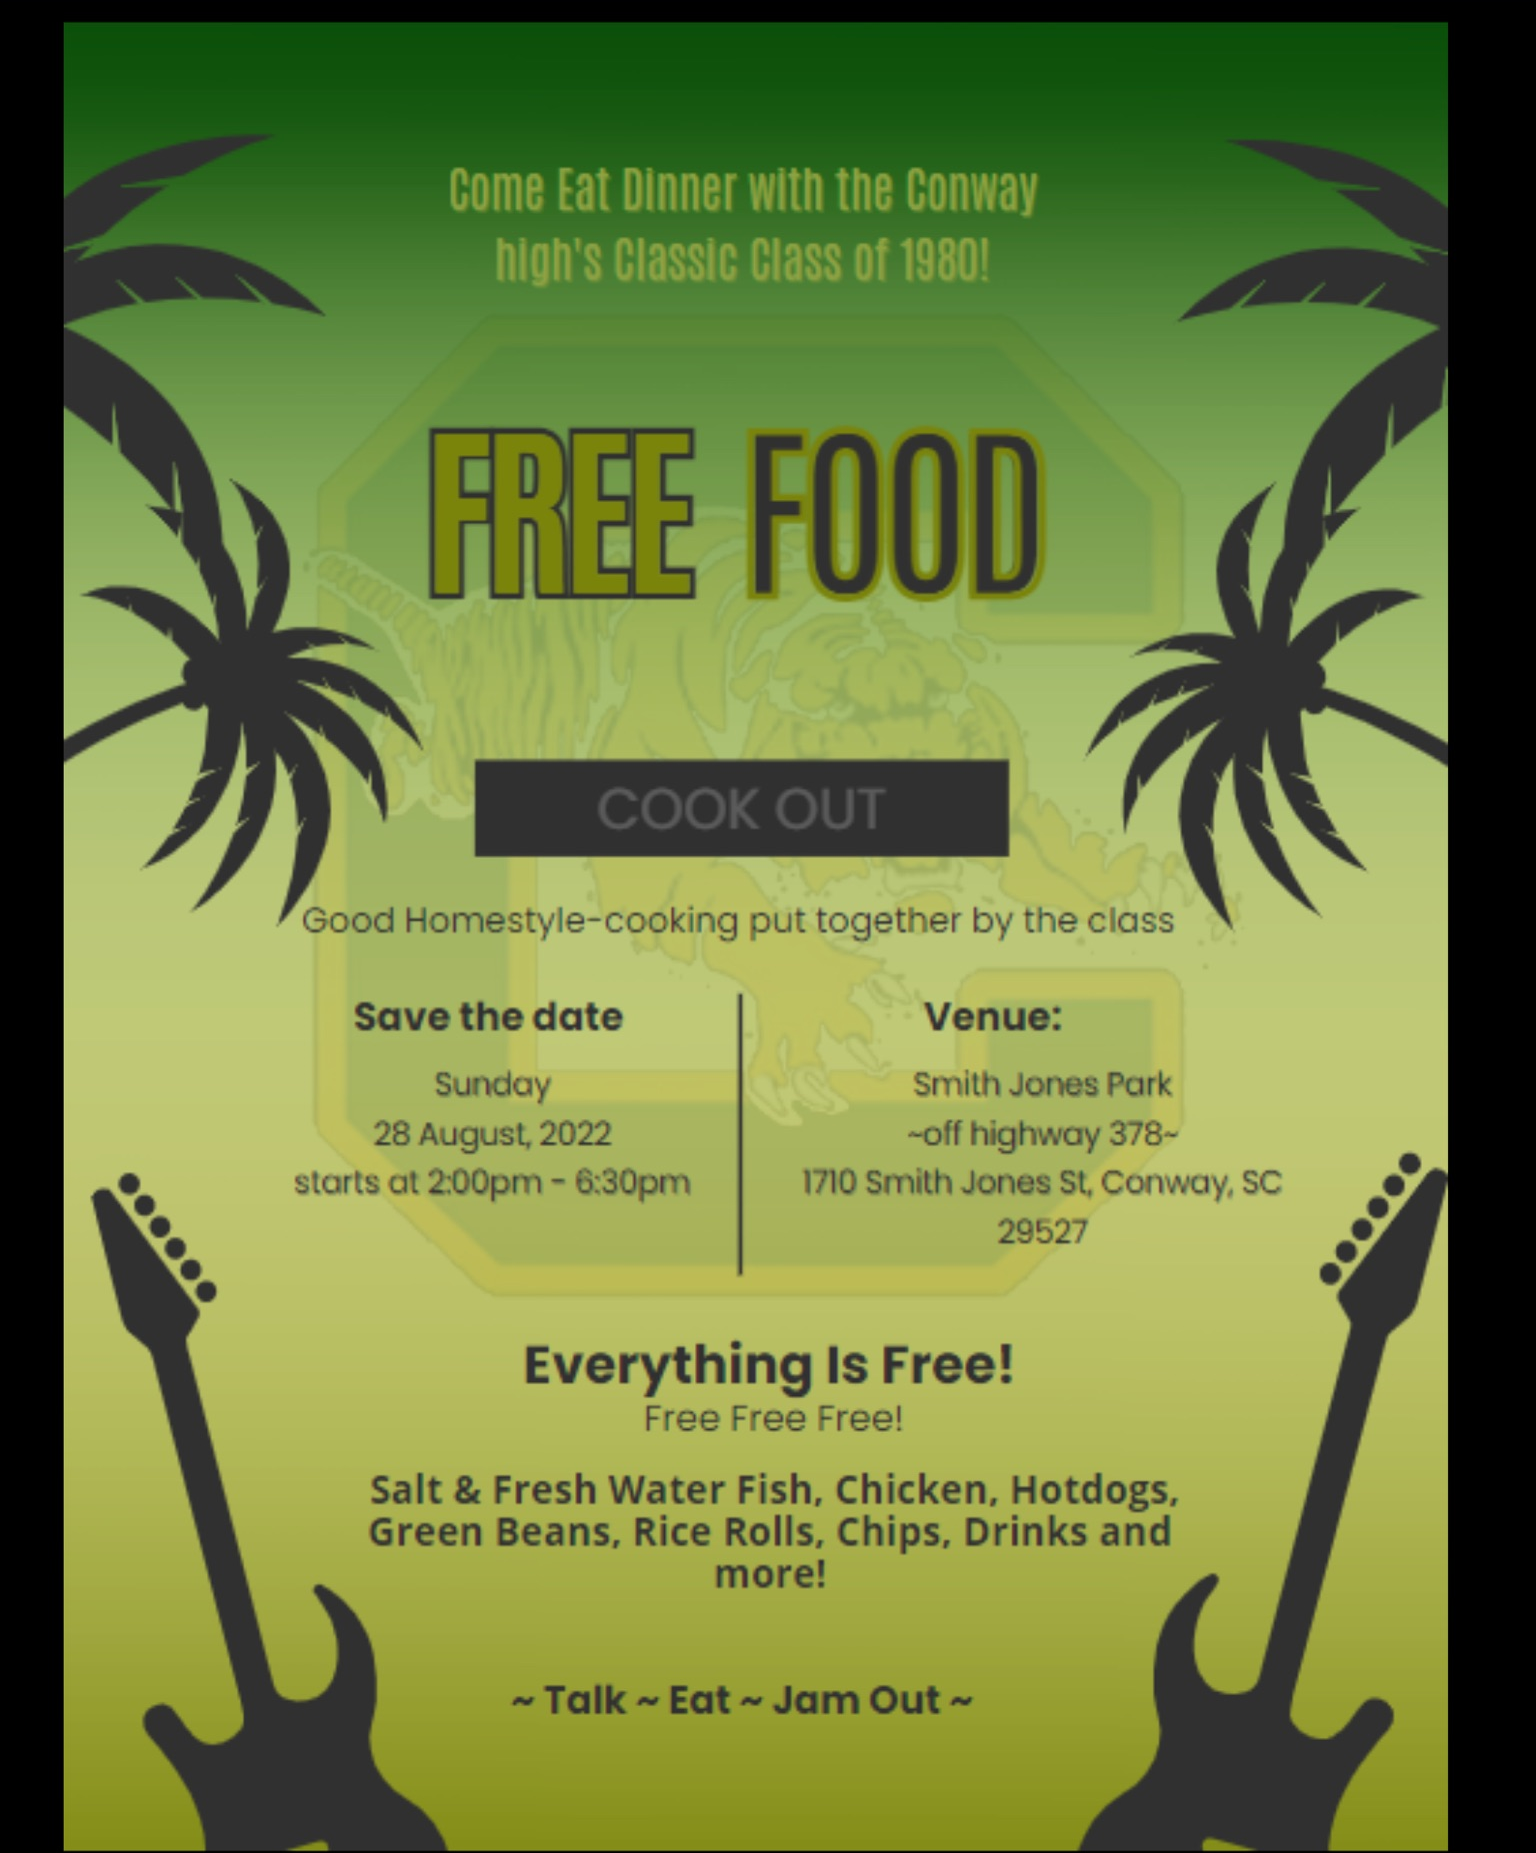 Come Eat Dinner with the Conway
high's Classic Class of 1980!
FREE FOOD
COOK OUT
Good Homestyle-cooking put together by the class
Save the date
Sunday
28 August, 2022
starts at 2:00pm - 6:30pm
Venue:
Smith Jones Park
~off highway 378~
1710 Smith Jones St, Conway, SC
29527
Everything Is Free!
Free Free Free!
Salt & Fresh Water Fish, Chicken, Hotdogs,
Green Beans, Rice Rolls, Chips, Drinks and
more!
~ Talk ~ Eat ~ Jam Out ~